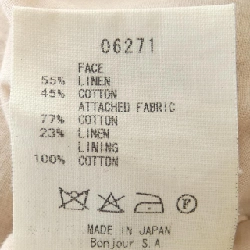 06271
FACE
55% LINEN
45% COTTON
ATTACHED FABRIC
77% COTTON
23% LINEN
LINING
100% COTTON
F
MADE IN JAPAN
Bonjour S.A